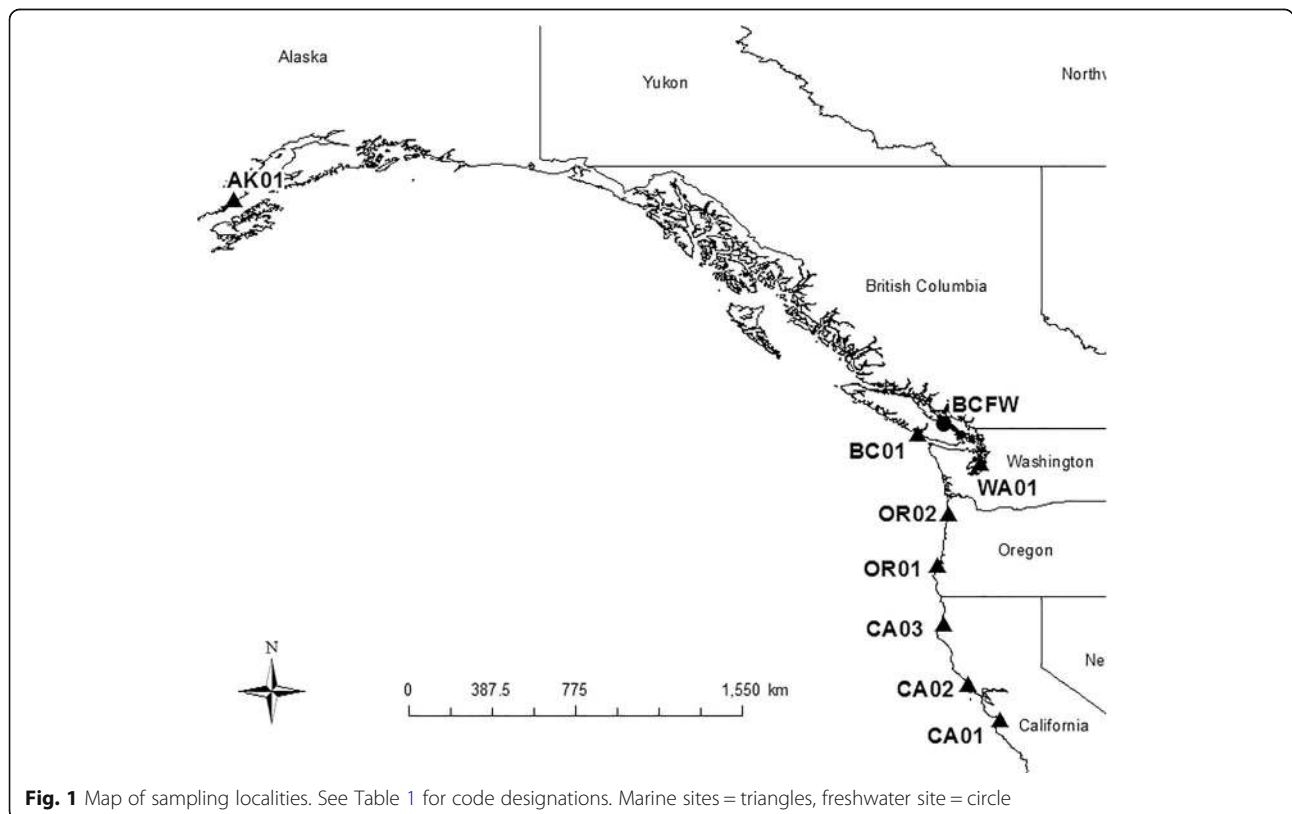 Alaska
Yukon
Northv
AK01
British Columbia
BCFW
BC01
Washington
WA01
OR02
Oregon
OR01
CA03
N
Ne
0 387.5 775 1,550 km
CA02
CA01
California
Fig. 1 Map of sampling localities. See Table 1 for code designations. Marine sites = triangles, freshwater site = circle